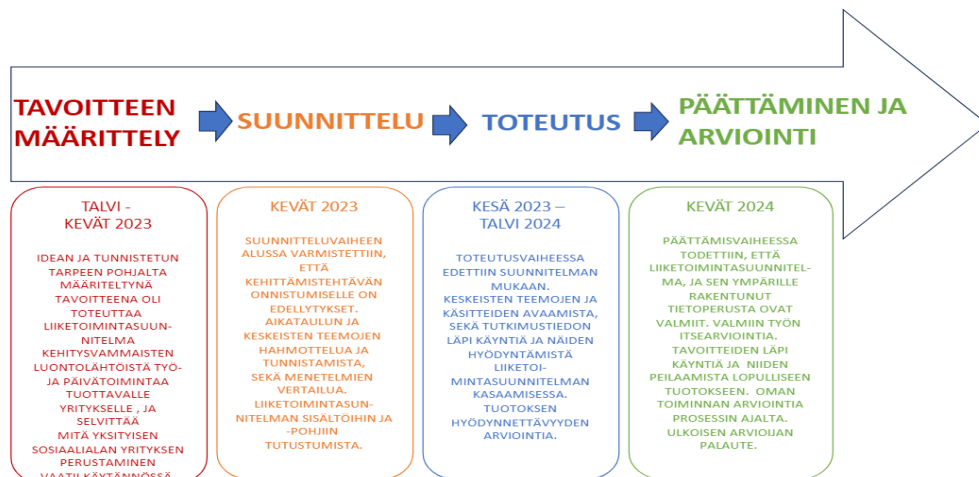 TAVOITTEEN
MÄÄRITTELY
SUUNNITTELU
TOTEUTUS
PÄÄTTÄMINEN JA
ARVIOINTI
TALVI -
KEVÄT 2023
IDEAN JA TUNNISTETUN
TARPEEN POHJALTA
MÄÄRITELTYNÄ
TAVOITTEENA OLI
TOTEUTTAA
LIIKETOIMINTASUUN-
NITELMA
KEHITYSVAMMAISTEN
LUONTOLÄHTÖISTÄ TYÖ-
JA PÄIVÄTOIMINTAA
TUOTTAVALLE
YRITYKSELLE , JA
SELVITTÄÄ
MITÄ YKSITYISEN
SOSIAALIALAN YRITYKSEN
PERUSTAMINEN
VAATII KÄYTÄNNÖSSÄ
KEVÄT 2023
SUUNNITTELUVAIHEEN
ALUSSA VARMISTETTIIN,
ETTÄ
KEHITTÄMISTEHTÄVÄN
ONNISTUMISELLE ON
EDELLYTYKSET.
AIKATAULUN JA
KESKEISTEN TEEMOJEN
HAHMOTTELUA JA
TUNNISTAMISTA,
SEKÄ MENETELMIEN
VERTAILUA.
LIIKETOIMINTASUN-
NITELMAN SISÄLTÖIHIN JA
-POHJIIN
TUTUSTUMISTA.
KESÄ 2023 –
TALVI 2024
TOTEUTUSVAIHEESSA
EDETTIIN SUUNNITELMAN
MUKAAN.
KESKEISTEN TEEMOJEN JA
KÄSITTEIDEN AVAAMISTA,
SEKÄ TUTKIMUSTIEDON
LÄPI KÄYNTIÄ JA NÄIDEN
HYÖDYNTÄMISTÄ
LIIKETOI-
MINTASUUNNITELMAN
KASAAMISESSA.
TUOTOKSEN
HYÖDYNNETTÄVYYDEN
ARVIOINTIA.
KEVÄT 2024
PÄÄTTÄMISVAIHEESSA
TODETTIIN, ETTÄ
LIIKETOIMINTASUUNNITEL-
MA, JA SEN YMPÄRILLE
RAKENTUNUT
TIETOPERUSTA OVAT
VALMIIT. VALMIIN TYÖN
ITSEARVIOINTIA.
TAVOITTEIDEN LÄPI
KÄYNTIÄ JA NIIDEN
PEILAAMISTA LOPULLISEEN
TUOTOKSEEN. OMAN
TOIMINNAN ARVIOINTIA
PROSESSIN AJALTA.
ULKOISEN ARVIOIJAN
PALAUTE.